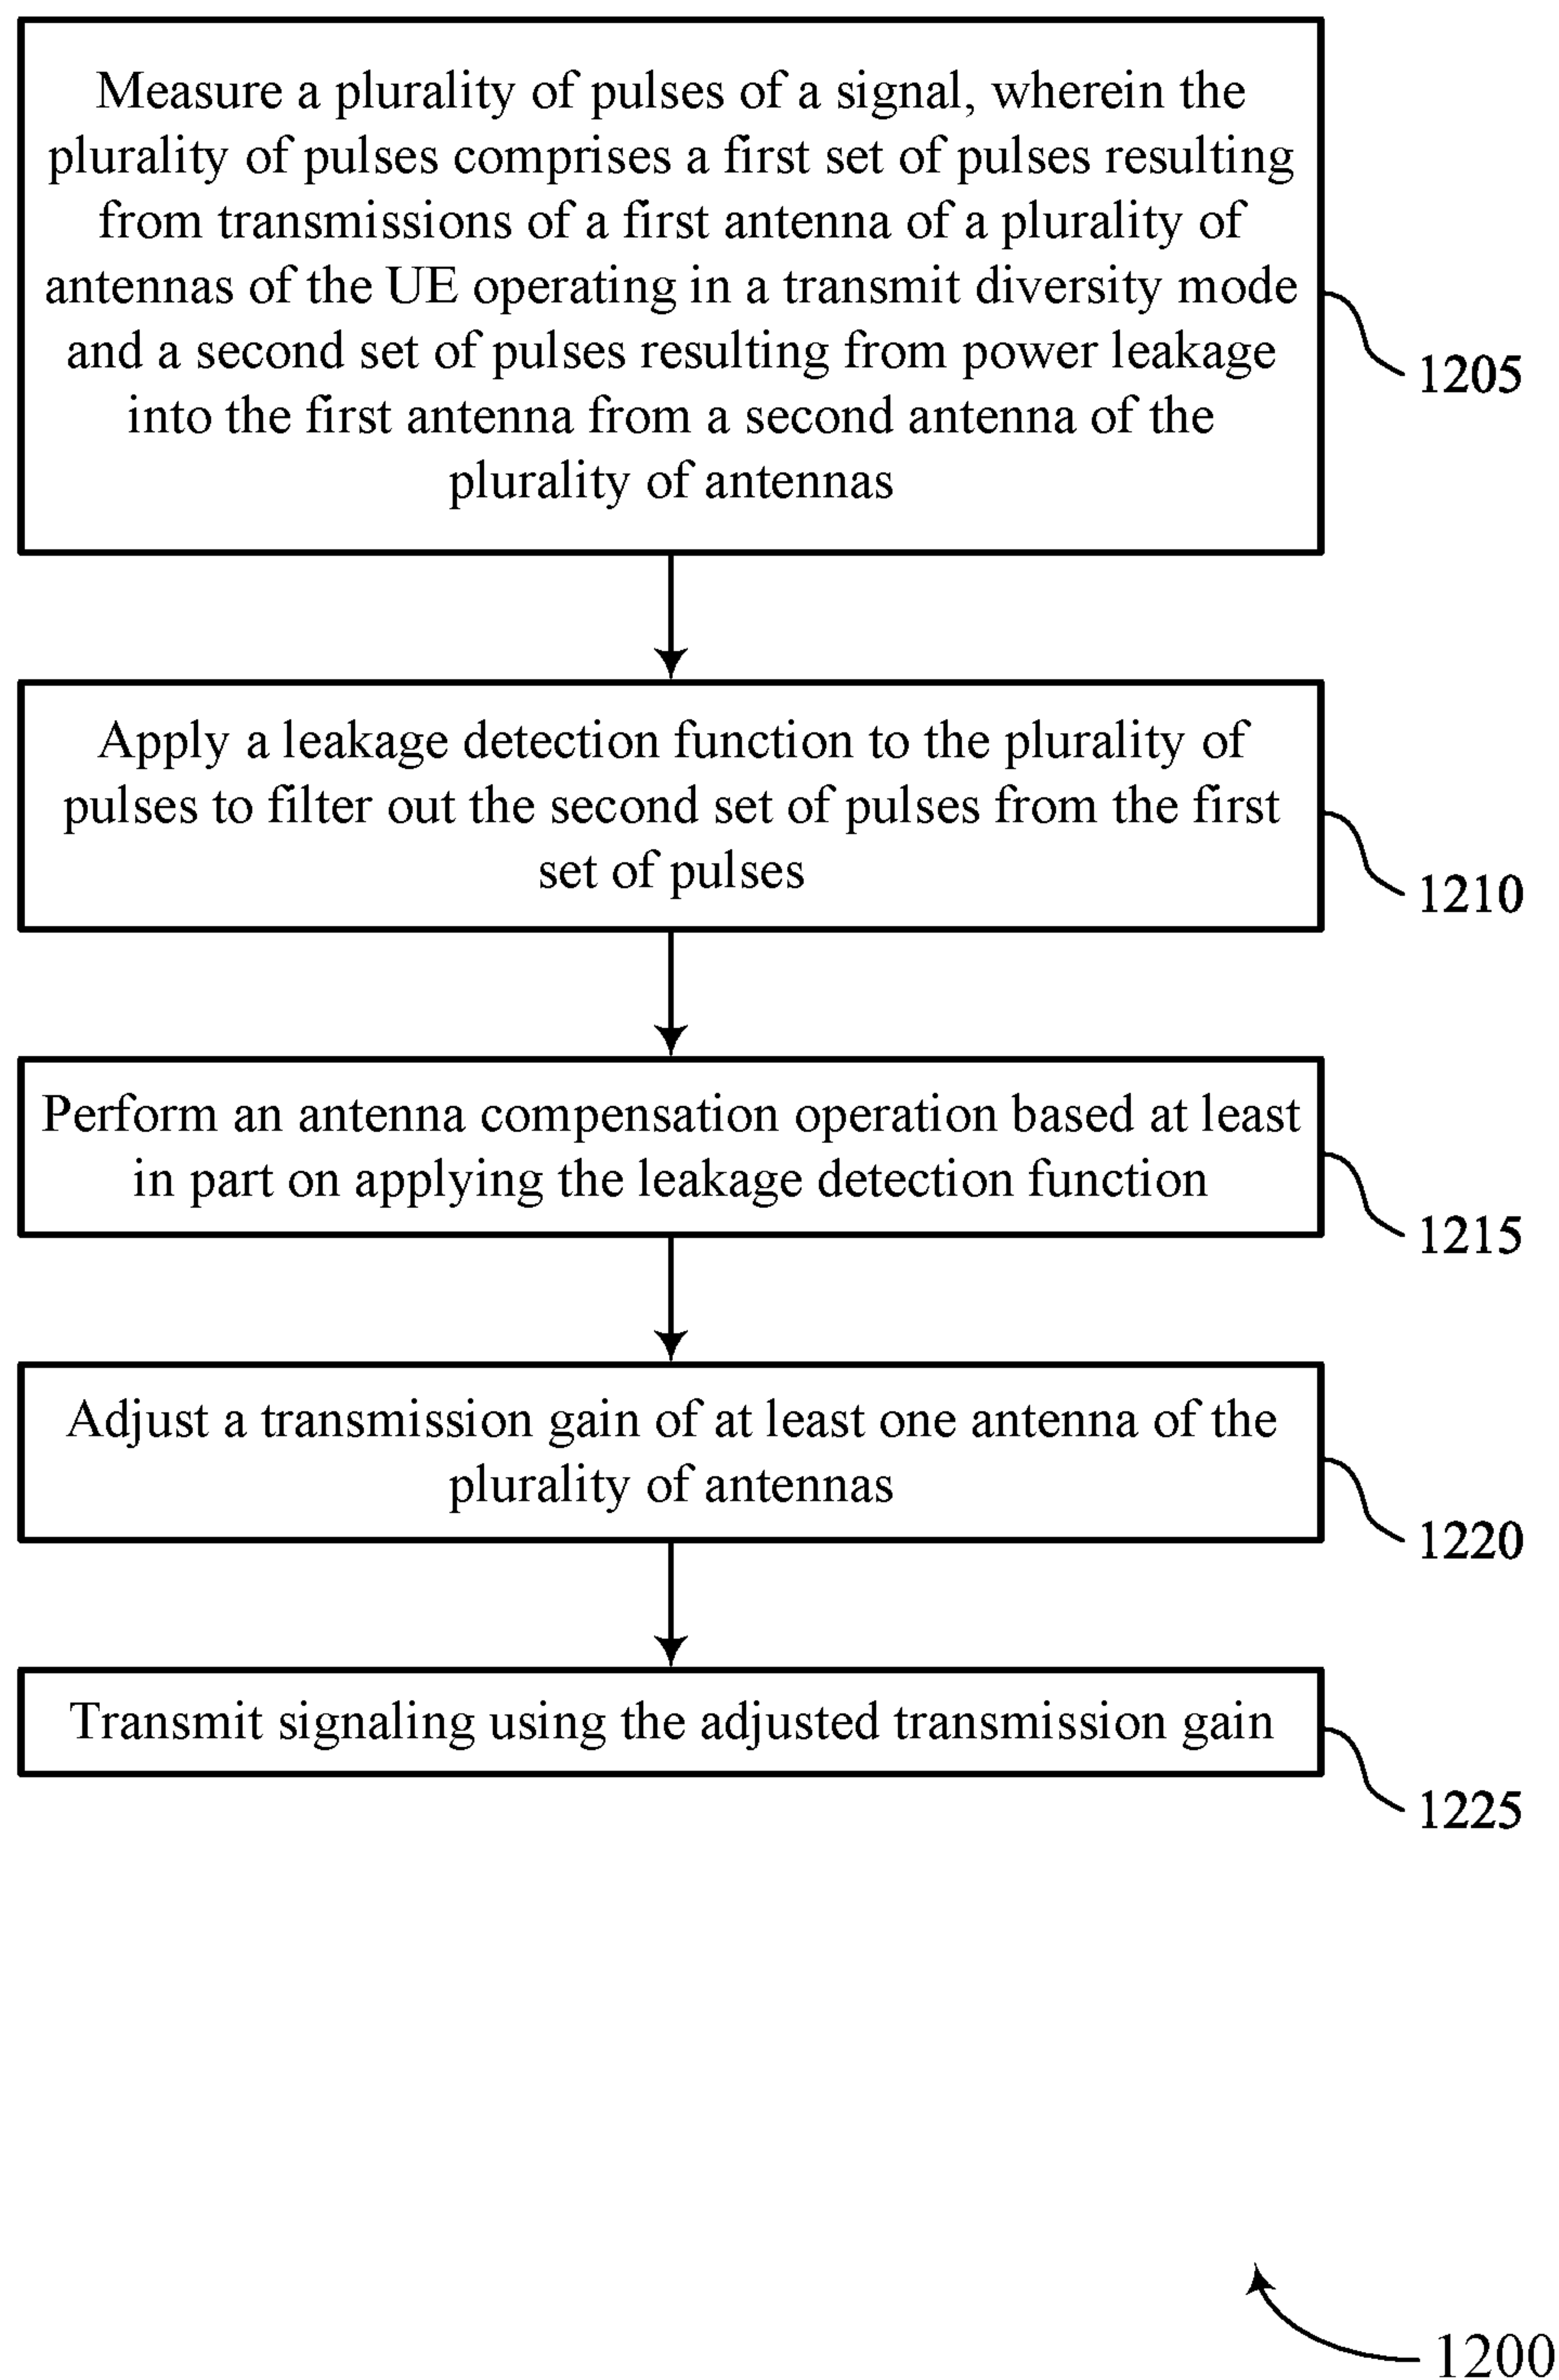 Measure a plurality of pulses of a signal, wherein the
plurality of pulses comprises a first set of pulses resulting
from transmissions of a first antenna of a plurality of
antennas of the UE operating in a transmit diversity mode
and a second set of pulses resulting from power leakage
into the first antenna from a second antenna of the
plurality of antennas
1205
Apply a leakage detection function to the plurality of
pulses to filter out the second set of pulses from the first
set of pulses
1210
Perform an antenna compensation operation based at least
in part on applying the leakage detection function
1215
Adjust a transmission gain of at least one antenna of the
plurality of antennas
1220
Transmit signaling using the adjusted transmission gain
1225
1200